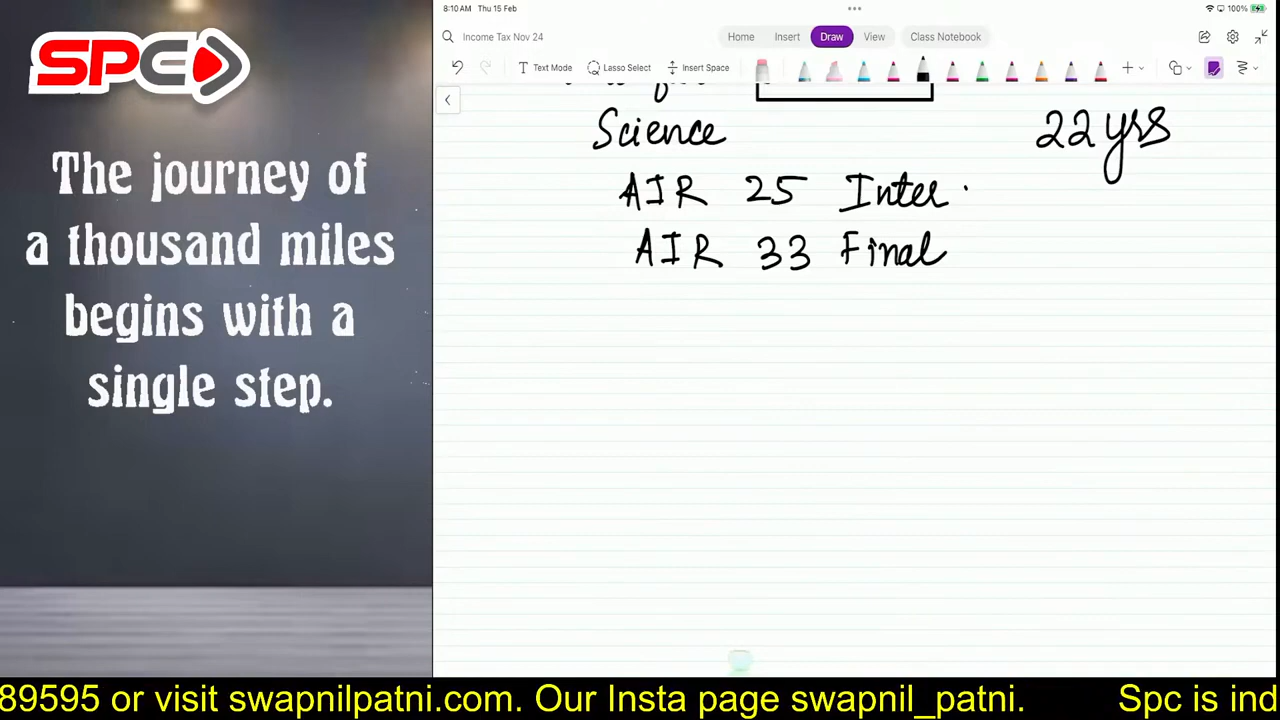 SPC
The journey of
a thousand miles
begins with a
single step.
8:10 AM Thu 15 Feb
100%
Income Tax Nov 24
Home Insert Draw View Class Notebook
Text Mode Lasso Select Insert Space
Science 22 yrs
AIR 25 Inter
AIR 33 Final
89595 or visit swapnilpatni.com. Our Insta page swapnil_patni. Spc is ind